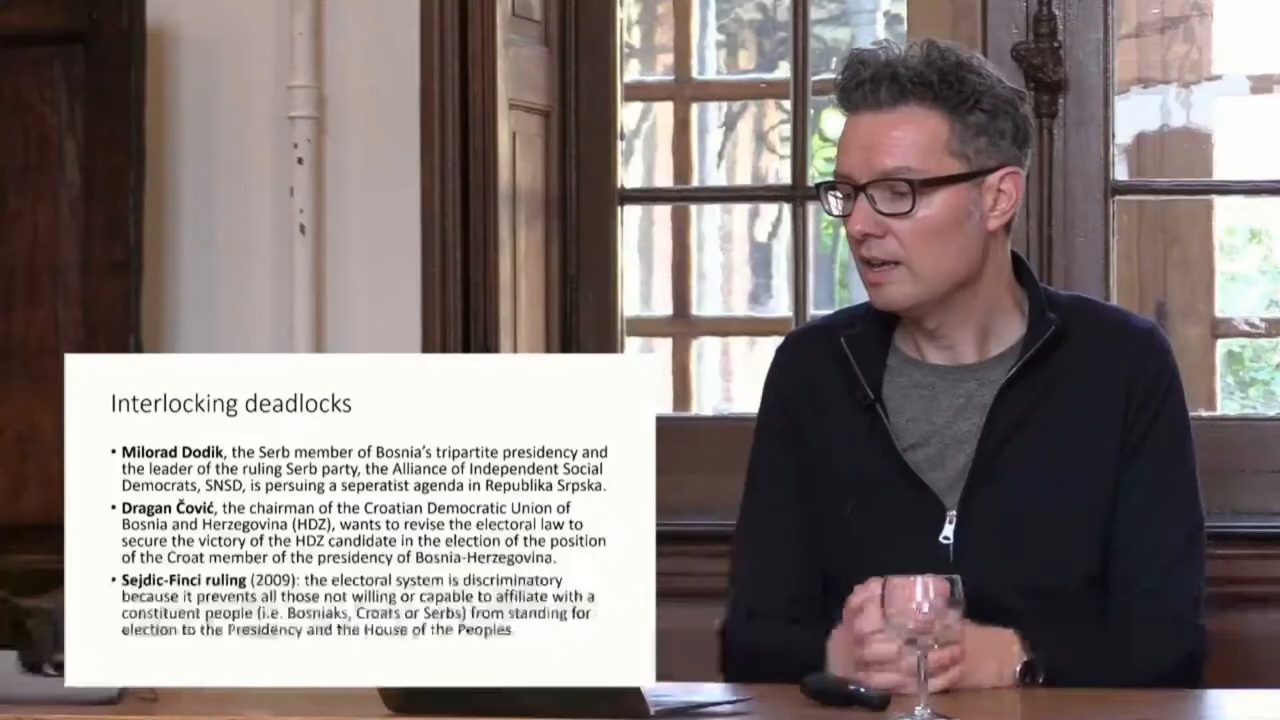 Interlocking deadlocks
• Milorad Dodik, the Serb member of Bosnia's tripartite presidency and
the leader of the ruling Serb party, the Alliance of Independent Social
Democrats, SNSD, is persuing a seperatist agenda in Republika Srpska.
• Dragan Čović, the chairman of the Croatian Democratic Union of
Bosnia and Herzegovina (HDZ), wants to revise the electoral law to
secure the victory of the HDZ candidate in the election of the position
of the Croat member of the presidency of Bosnia-Herzegovina.
• Sejdic-Finci ruling (2009): the electoral system is discriminatory
because it prevents all those not willing or capable to affiliate with a
constituent people (i.e. Bosniaks, Croats or Serbs) from standing for
election to the Presidency and the House of the Peoples.